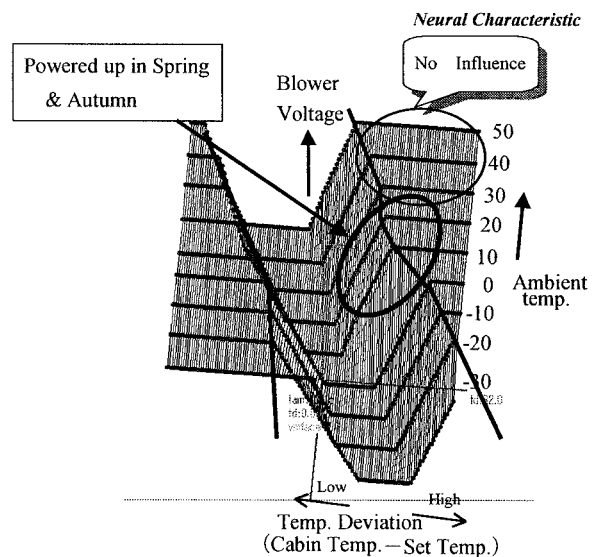 Neural Characteristic
No Influence
Powered up in Spring
& Autumn
Blower
Voltage
50
40
30
20
10
0
-10
-20
-30
Ambient
temp.
Low
High
Temp. Deviation
(Cabin Temp.－Set Temp.)